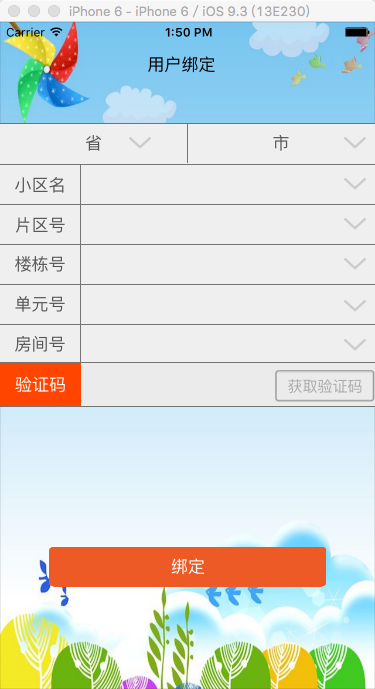 iPhone 6 - iPhone 6 / iOS 9.3 (13E230)
Carrier 1:50 PM
用户绑定
省 市
小区名
片区号
楼栋号
单元号
房间号
验证码 获取验证码
绑定